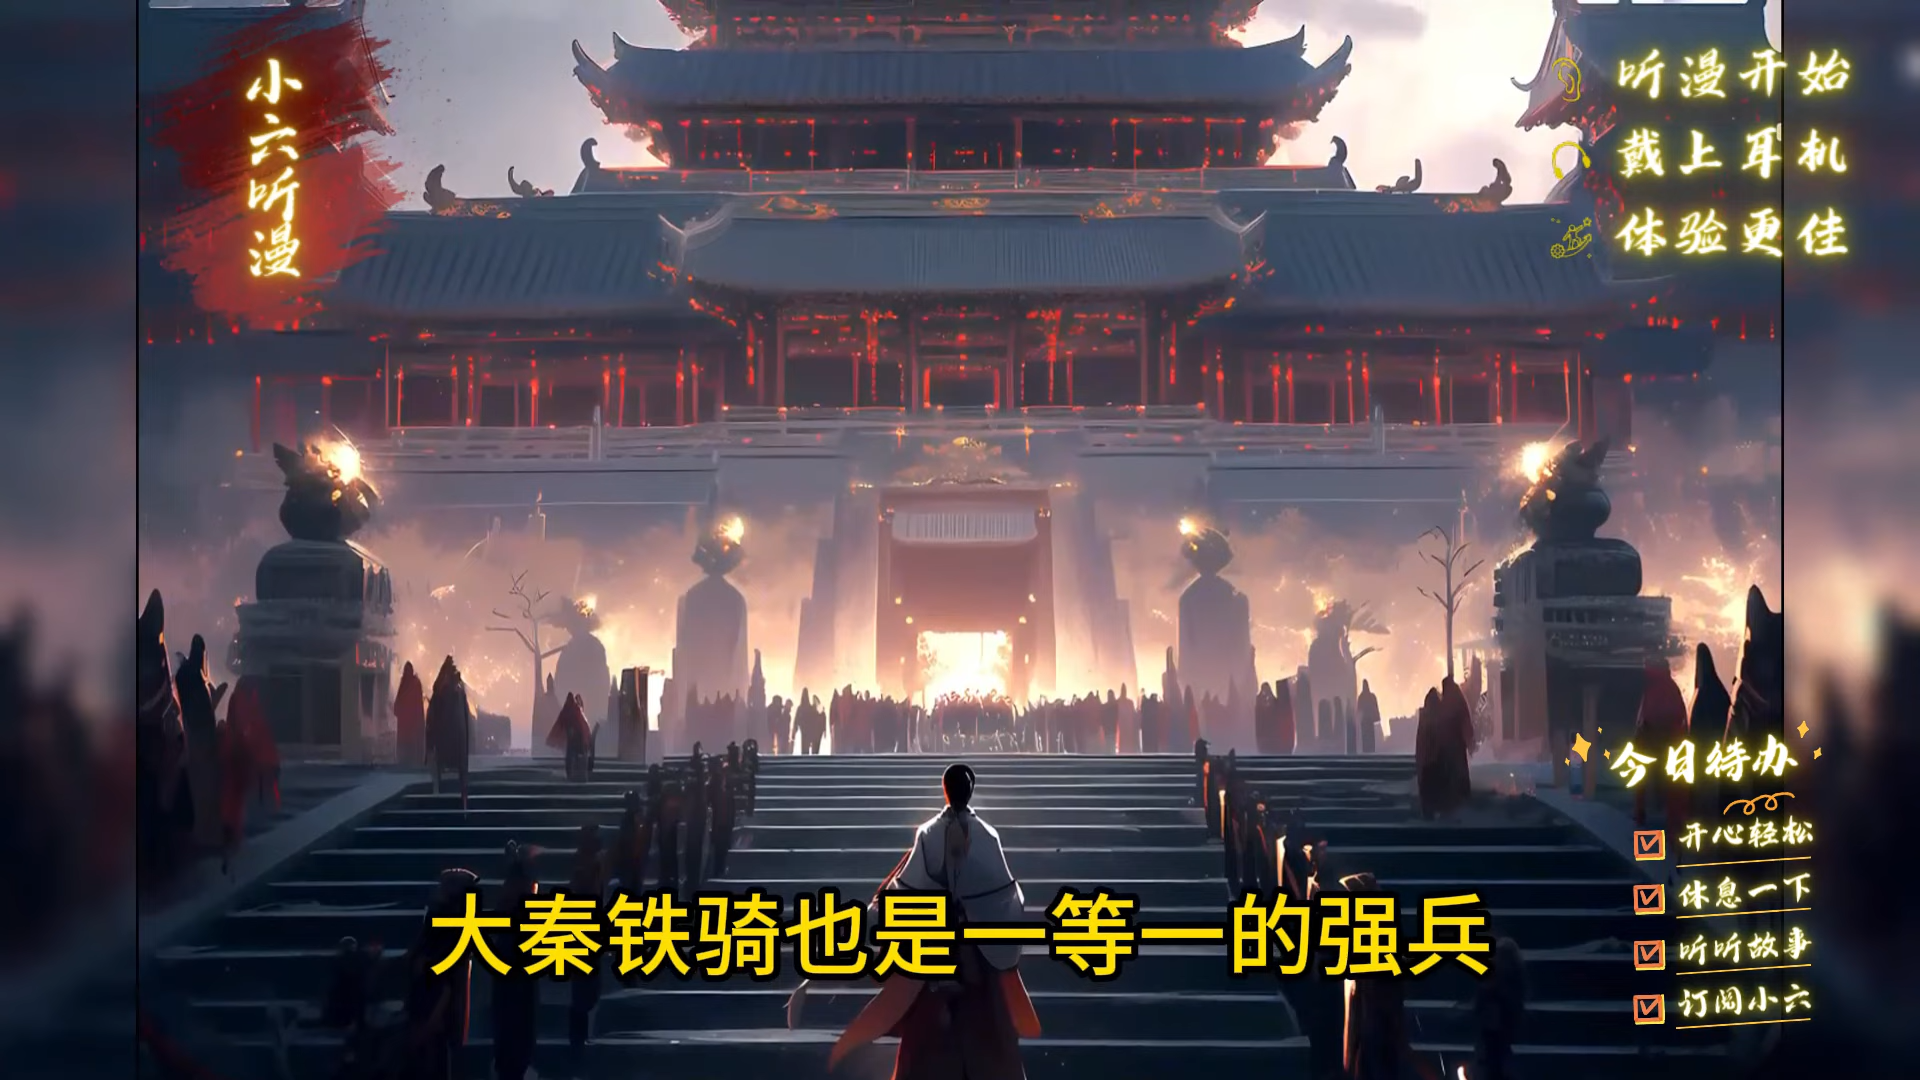 小六听漫
听漫开始
戴上耳机
体验更佳
今日待办
开心轻松
休息一下
听听故事
订阅小六
大秦铁骑也是一等一的强兵